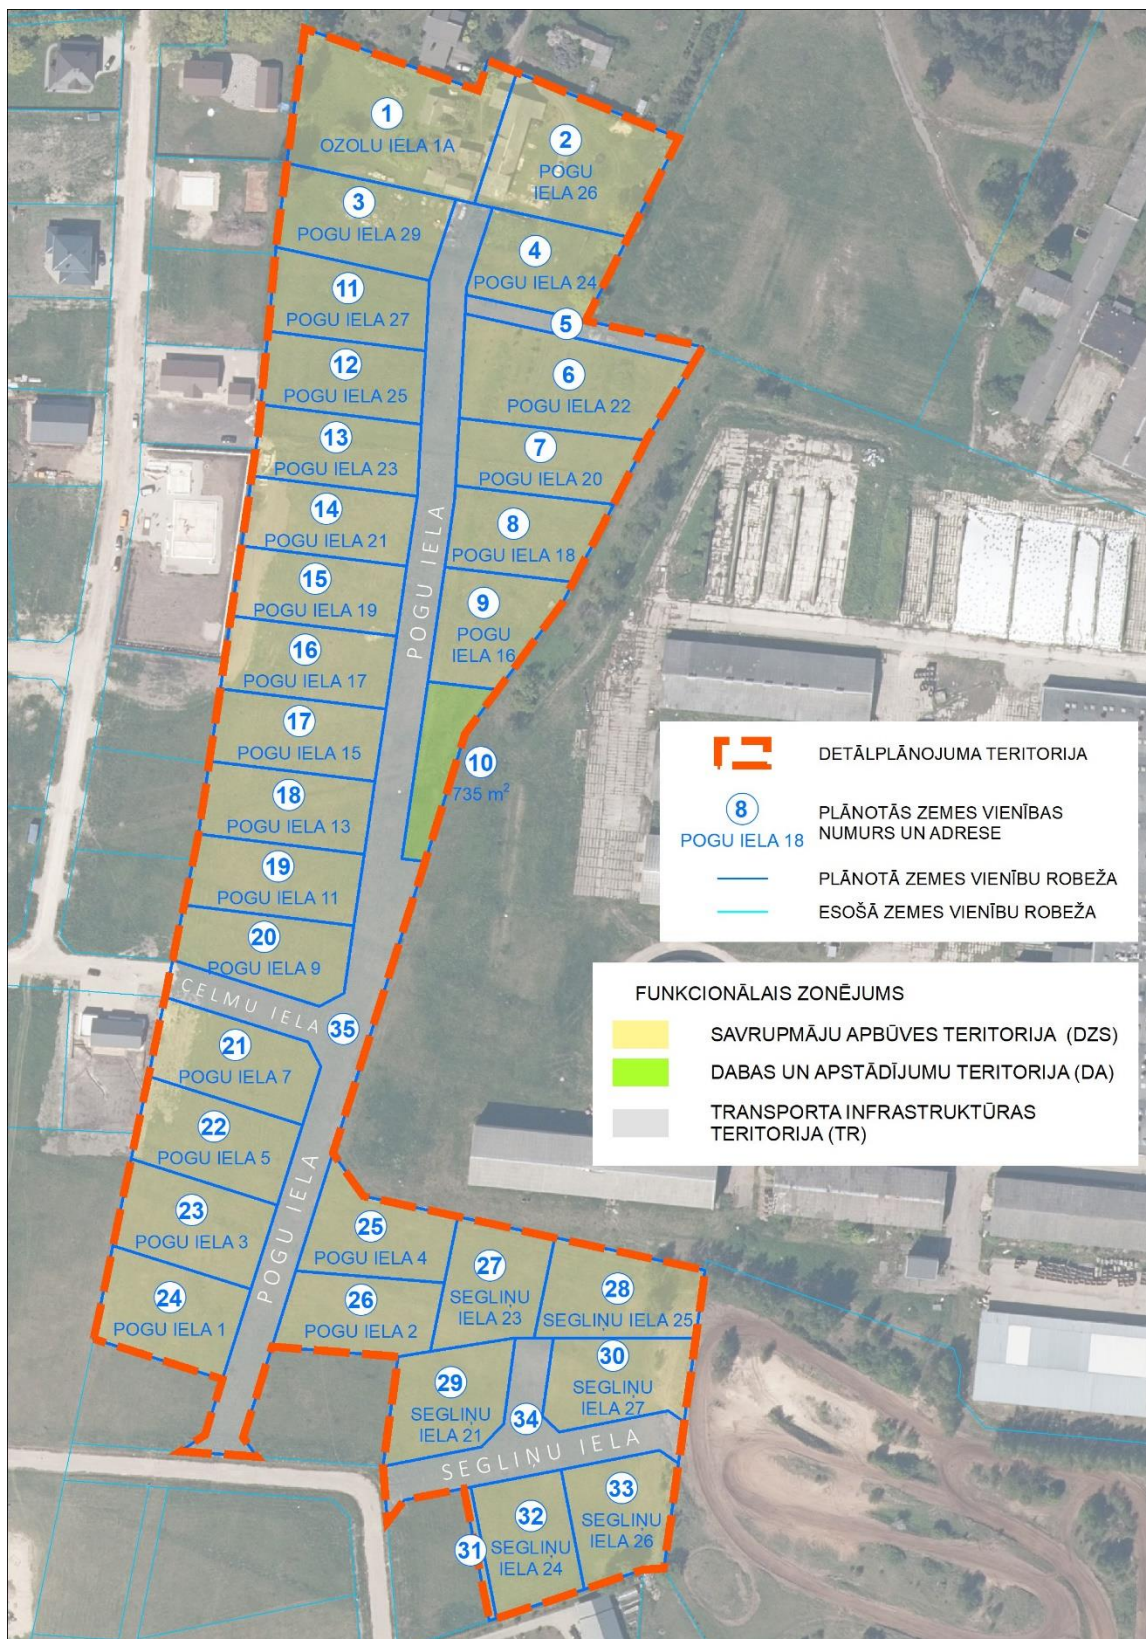 1
OZOLU IELA 1A
2
POGU
IELA 26
3
POGU IELA 29
4
POGU IELA 24
5
11
POGU IELA 27
6
POGU IELA 22
12
POGU IELA 25
13
POGU IELA 23
7
POGU IELA 20
14
POGU IELA 21
8
POGU IELA 18
POGU IELA
15
POGU IELA 19
9
POGU
IELA 16
16
POGU IELA 17
17
POGU IELA 15
10
735 m²
18
POGU IELA 13
19
POGU IELA 11
20
POGU IELA 9
CELMU IELA
35
21
POGU IELA 7
22
POGU IELA 5
POGU IELA
23
POGU IELA 3
24
POGU IELA 1
25
POGU IELA 4
26
POGU IELA 2
27
SEGLIŅU
IELA 23
28
SEGLIŅU IELA 25
29
SEGLIŅU
IELA 21
30
SEGLIŅU
IELA 27
34
SEGLIŅU IELA
31
32
SEGLIŅU
IELA 24
33
SEGLIŅU
IELA 26
DETĀLPLĀNOJUMA TERITORIJA
8
POGU IELA 18
PLĀNOTĀS ZEMES VIENĪBAS
NUMURS UN ADRESE
PLĀNOTĀ ZEMES VIENĪBU ROBEŽA
ESOŠĀ ZEMES VIENĪBU ROBEŽA
FUNKCIONĀLAIS ZONĒJUMS
SAVRUPMĀJU APBŪVES TERITORIJA (DZS)
DABAS UN APSTĀDĪJUMU TERITORIJA (DA)
TRANSPORTA INFRASTRUKTŪRAS
TERITORIJA (TR)